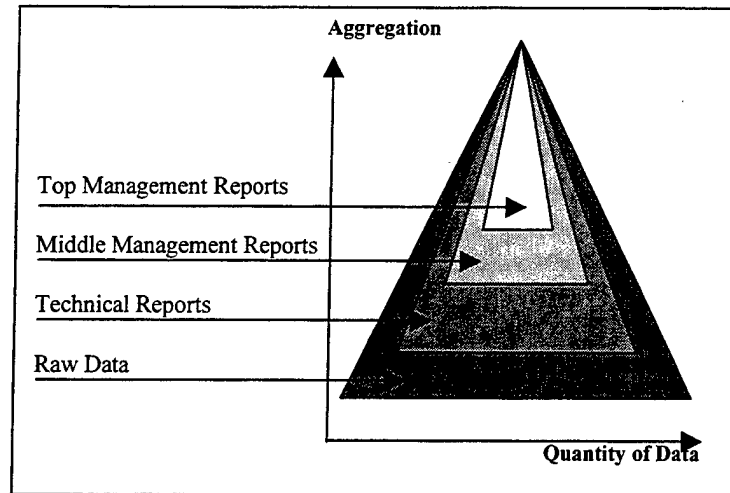 Aggregation
Top Management Reports
Middle Management Reports
Technical Reports
Raw Data
Quantity of Data